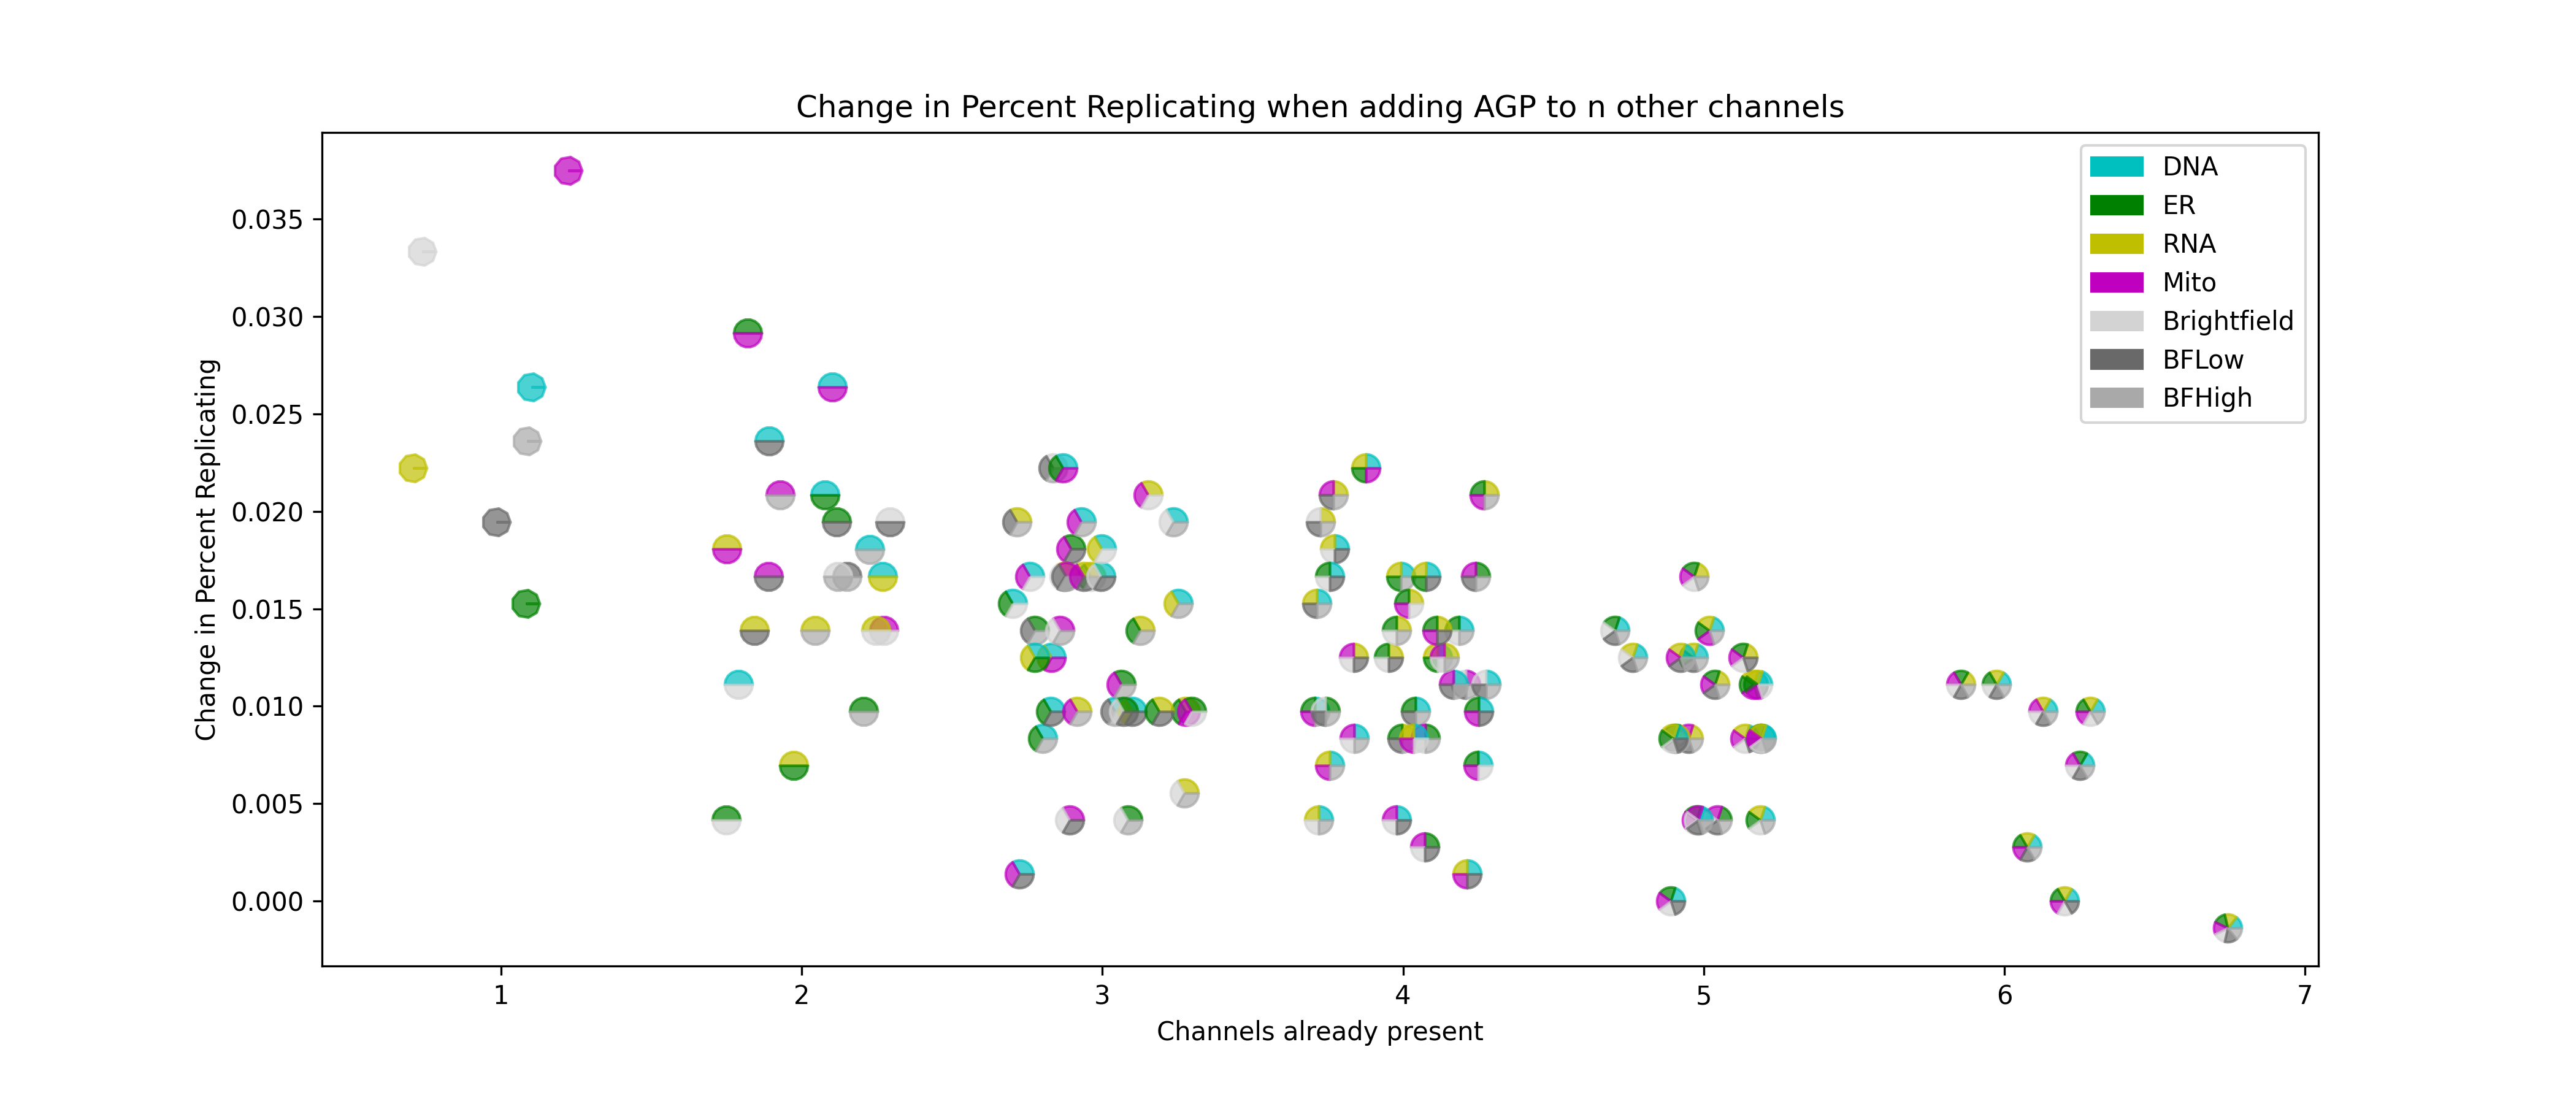 Change in Percent Replicating when adding AGP to n other channels
Change in Percent Replicating
0.035
0.030
0.025
0.020
0.015
0.010
0.005
0.000
DNA
ER
RNA
Mito
Brightfield
BFLow
BFHigh
1 2 3 4 5 6 7
Channels already present